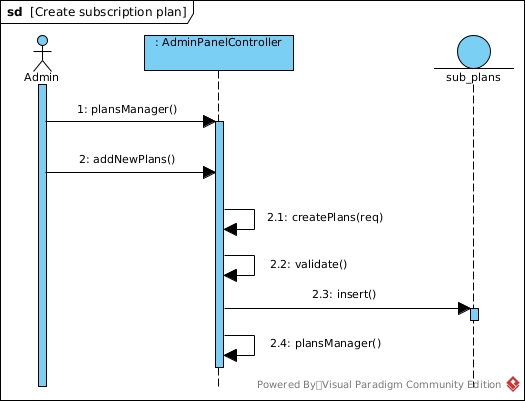 sd [Create subscription plan]
: AdminPanelController
Admin
sub_plans
1: plansManager()
2: addNewPlans()
2.1: createPlans(req)
2.2: validate()
2.3: insert()
2.4: plansManager()
Powered By Visual Paradigm Community Edition